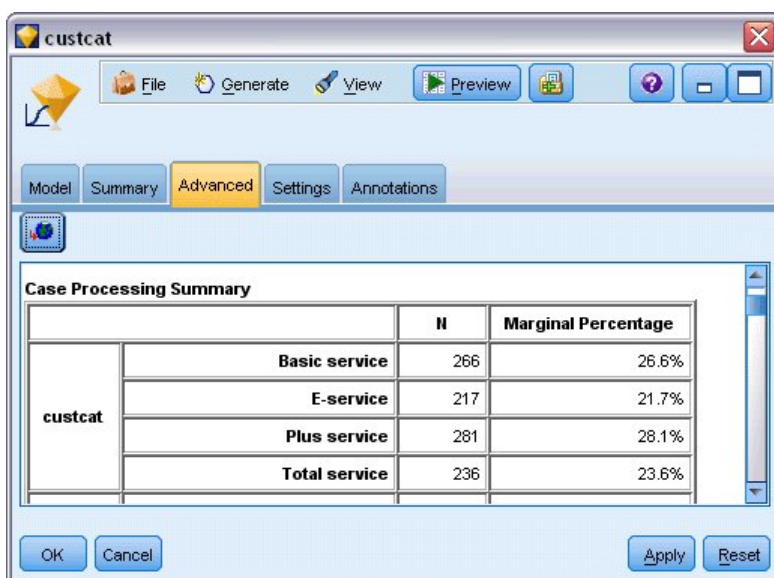 custcat
File Generate View Preview
Model Summary Advanced Settings Annotations
Case Processing Summary
N Marginal Percentage
custcat
Basic service 266 26.6%
E-service 217 21.7%
Plus service 281 28.1%
Total service 236 23.6%
OK Cancel Apply Reset